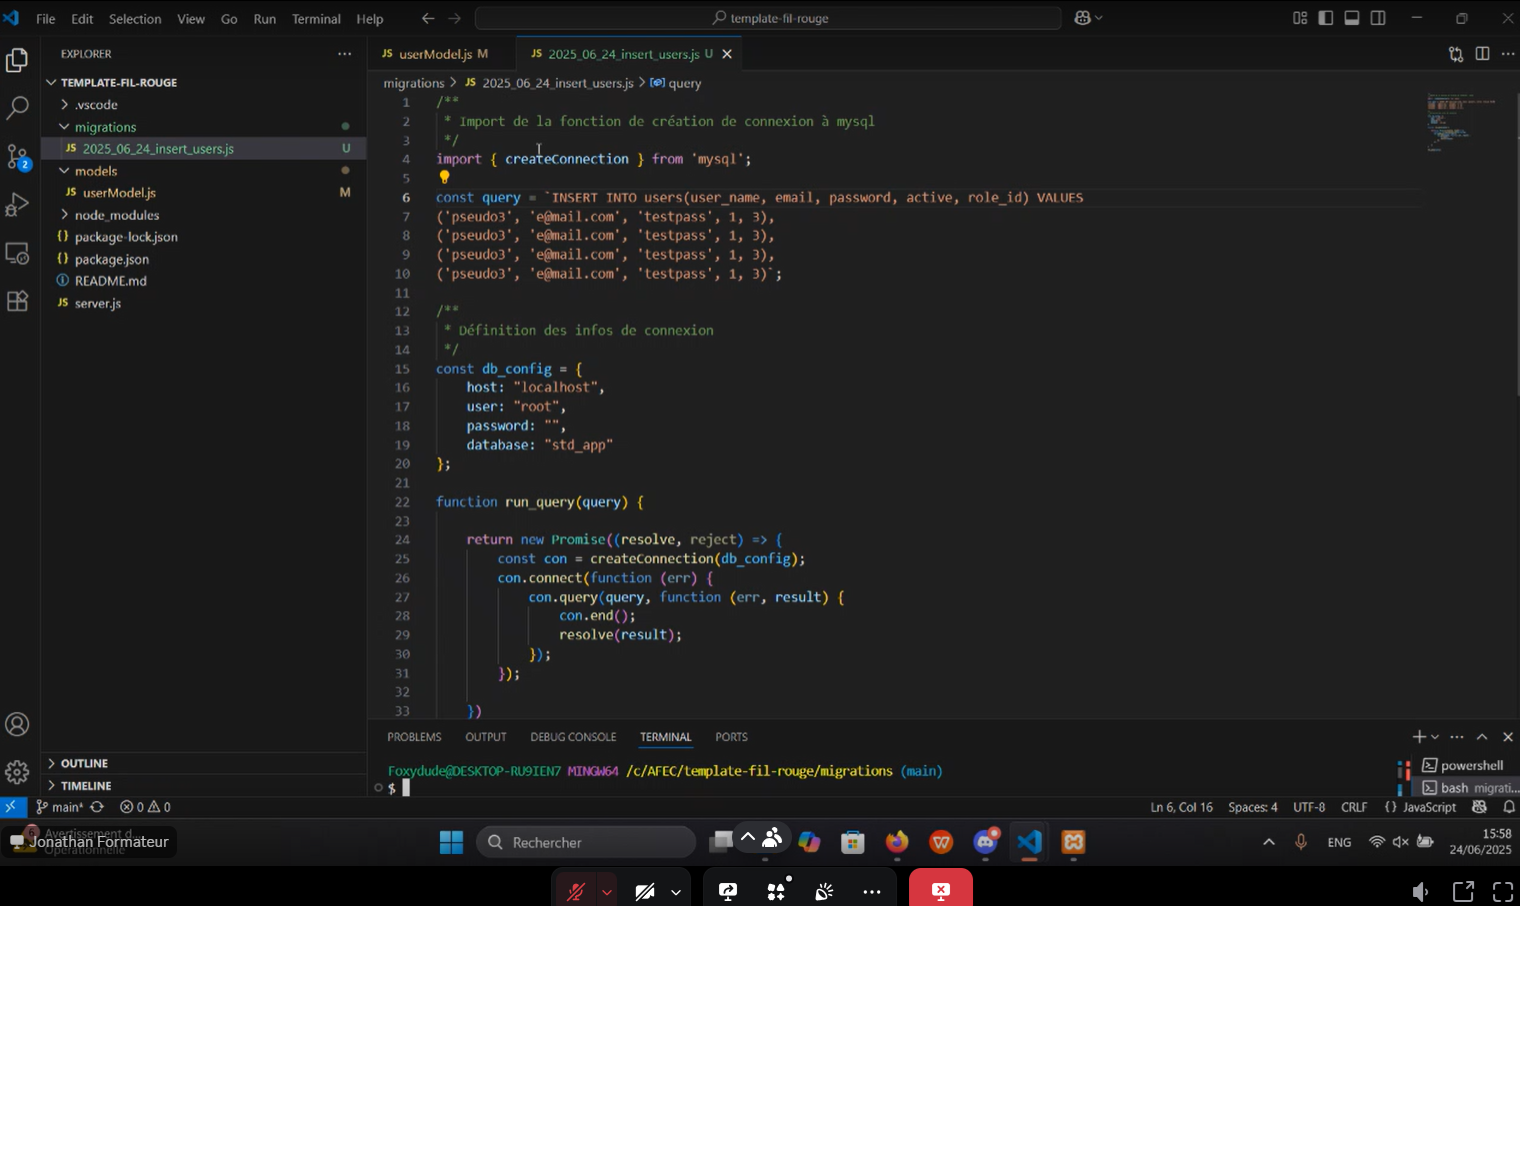 File Edit Selection View Go Run Terminal Help
template-fil-rouge
EXPLORER
TEMPLATE-FIL-ROUGE
.vscode
migrations
JS 2025_06_24_insert_users.js U
models
JS userModel.js M
node_modules
{} package-lock.json
{} package.json
README.md
JS server.js
OUTLINE
TIMELINE
JS userModel.js M
JS 2025_06_24_insert_users.js U
migrations > JS 2025_06_24_insert_users.js > query
1 /**
2 * Import de la fonction de création de connexion à mysql
3 */
4 import { createConnection } from 'mysql';
5
6 const query = `INSERT INTO users(user_name, email, password, active, role_id) VALUES
7 ('pseudo3', 'e@mail.com', 'testpass', 1, 3),
8 ('pseudo3', 'e@mail.com', 'testpass', 1, 3),
9 ('pseudo3', 'e@mail.com', 'testpass', 1, 3),
10 ('pseudo3', 'e@mail.com', 'testpass', 1, 3)`;
11
12 /**
13 * Définition des infos de connexion
14 */
15 const db_config = {
16 host: "localhost",
17 user: "root",
18 password: "",
19 database: "std_app"
20 };
21
22 function run_query(query) {
23
24 return new Promise((resolve, reject) => {
25 const con = createConnection(db_config);
26 con.connect(function (err) {
27 con.query(query, function (err, result) {
28 con.end();
29 resolve(result);
30 });
31 });
32
33 })
PROBLEMS OUTPUT DEBUG CONSOLE TERMINAL PORTS
Foxydude@DESKTOP-RU9IEN7 MINGW64 /c/AFEC/template-fil-rouge/migrations (main)
$
powershell
bash migrati...
2
main* 0 0
Ln 6, Col 16 Spaces: 4 UTF-8 CRLF {} JavaScript
6
Avertissement d...
Opérationnelle
Jonathan Formateur
Rechercher
ENG
15:58
24/06/2025